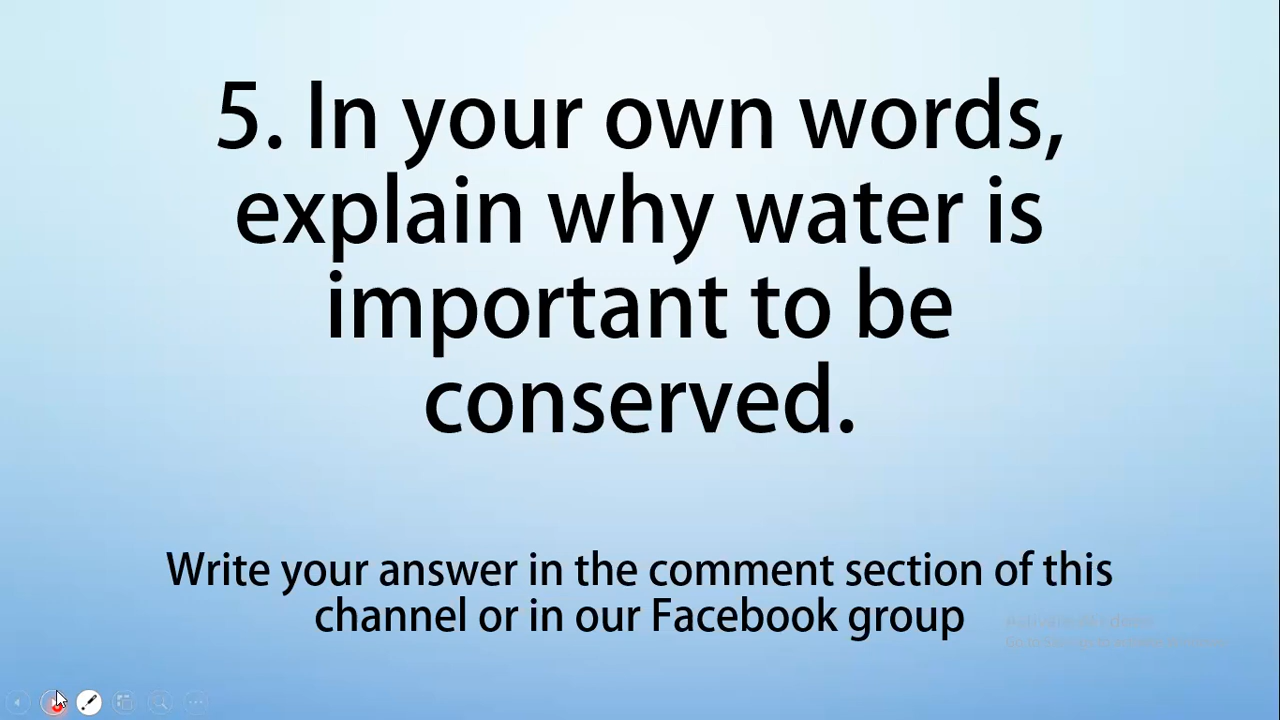 5. In your own words,
explain why water is
important to be
conserved.
Write your answer in the comment section of this
channel or in our Facebook group